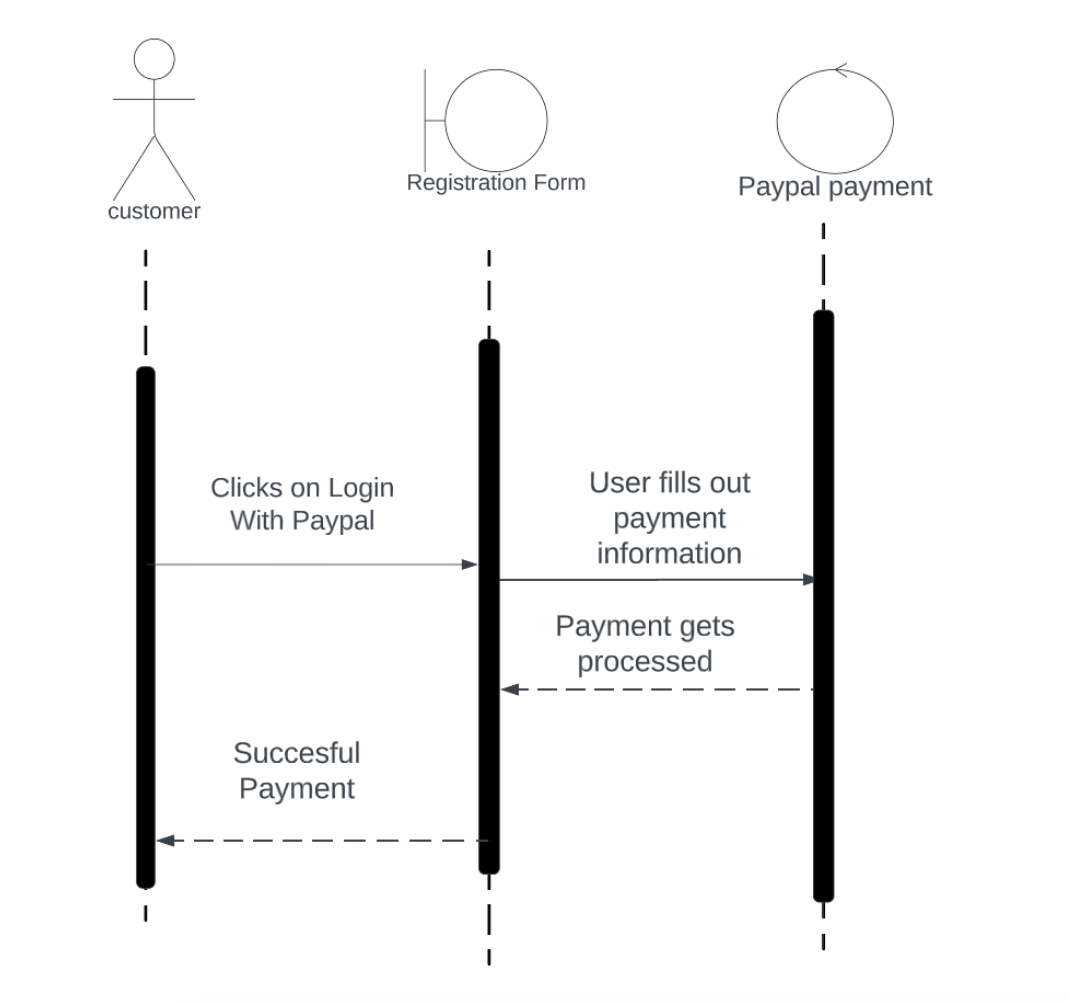 customer
Registration Form
Paypal payment
Clicks on Login
With Paypal
User fills out
payment
information
Payment gets
processed
Succesful
Payment